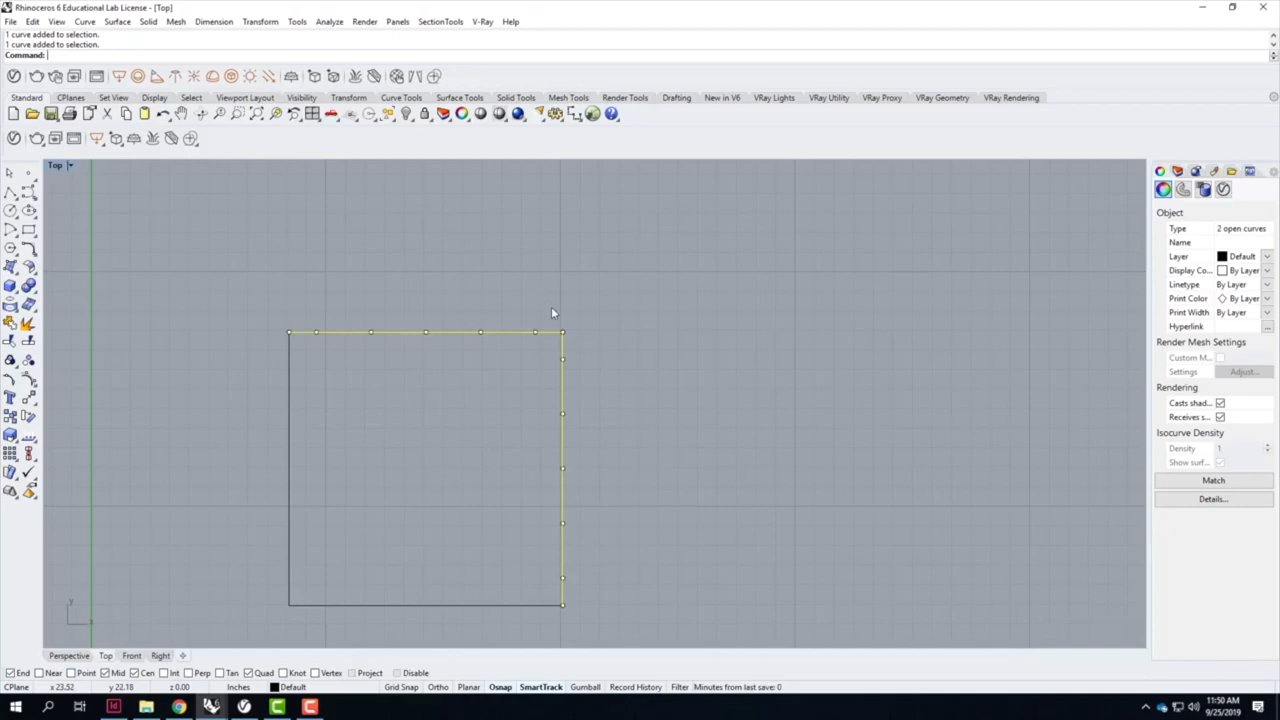 Rhinoceros 6 Educational Lab License - [Top]
File Edit View Curve Surface Solid Mesh Dimension Transform Tools Analyze Render Panels SectionTools V-Ray Help
1 curve added to selection.
1 curve added to selection.
Command:
Standard CPlanes Set View Display Select Viewport Layout Visibility Transform Curve Tools Surface Tools Solid Tools Mesh Tools Render Tools Drafting New in V6 VRay Lights VRay Utility VRay Proxy VRay Geometry VRay Rendering
Top
Object
Type 2 open curves
Name
Layer Default
Display Co... By Layer
Linetype By Layer
Print Color By Layer
Print Width By Layer
Hyperlink ...
Render Mesh Settings
Custom M...
Settings Adjust...
Rendering
Casts shad...
Receives s...
Isocurve Density
Density 1
Show surf...
Match
Details...
y
x
Perspective Top Front Right
End Near Point Mid Cen Int Perp Tan Quad Knot Vertex Project Disable
CPlane x 23.52 y 22.18 z 0.00 Inches Default Grid Snap Ortho Planar Osnap SmartTrack Gumball Record History Filter Minutes from last save: 0
Id
11:50 AM
9/25/2019